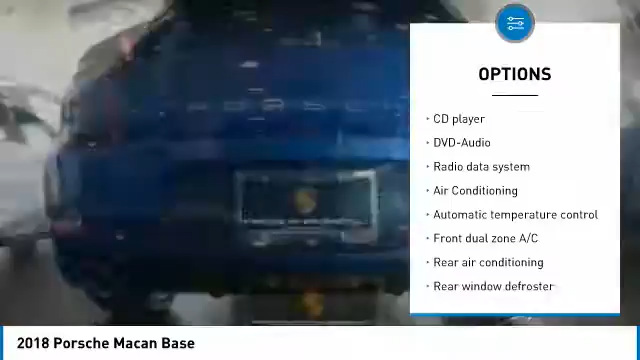 PORSCHE
OPTIONS
CD player
DVD-Audio
Radio data system
Air Conditioning
Automatic temperature control
Front dual zone A/C
Rear air conditioning
Rear window defroster
2018 Porsche Macan Base